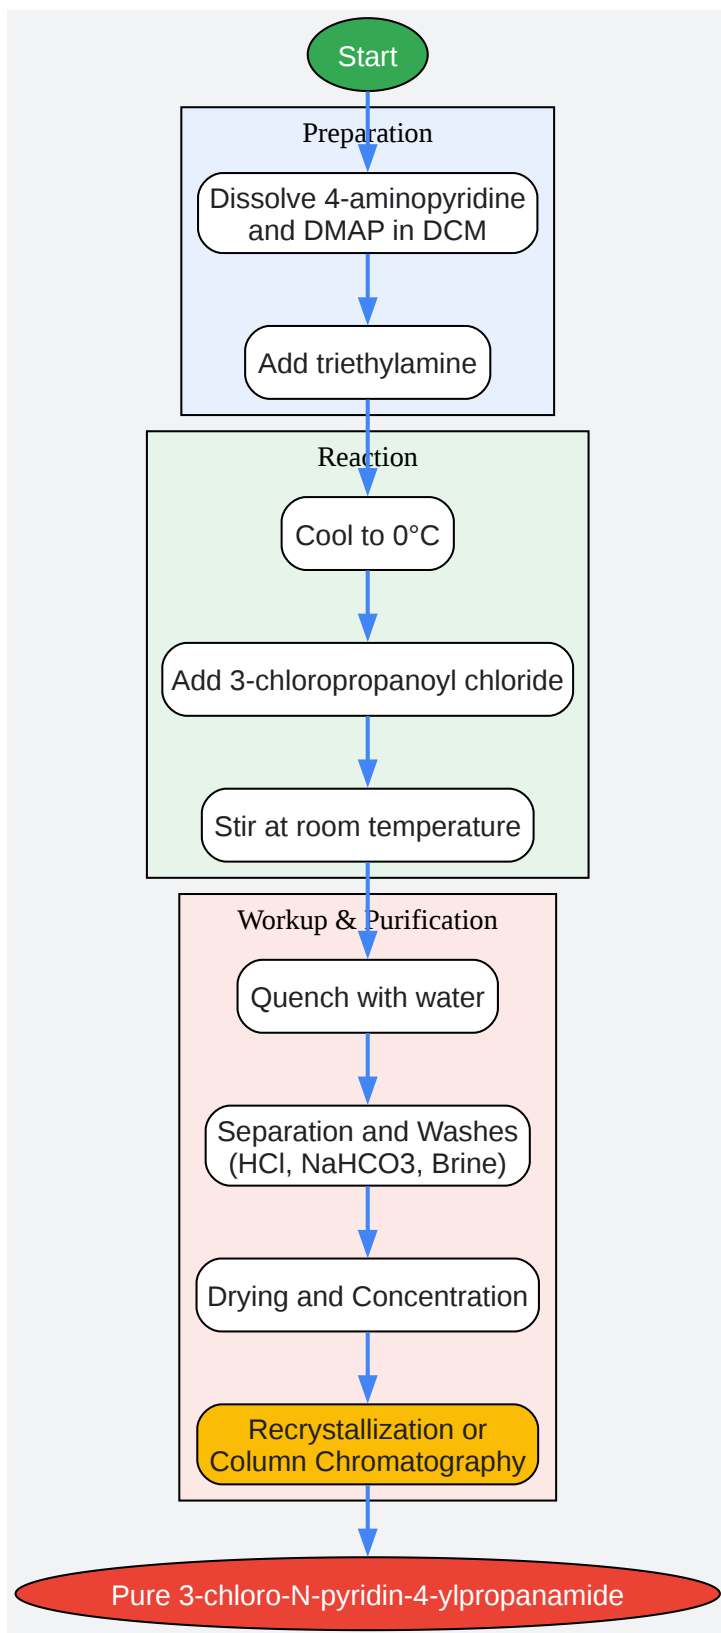 Start
Preparation
Dissolve 4-aminopyridine
and DMAP in DCM
Add triethylamine
Reaction
Cool to 0°C
Add 3-chloropropanoyl chloride
Stir at room temperature
Workup & Purification
Quench with water
Separation and Washes
(HCl, NaHCO3, Brine)
Drying and Concentration
Recrystallization or
Column Chromatography
Pure 3-chloro-N-pyridin-4-ylpropanamide